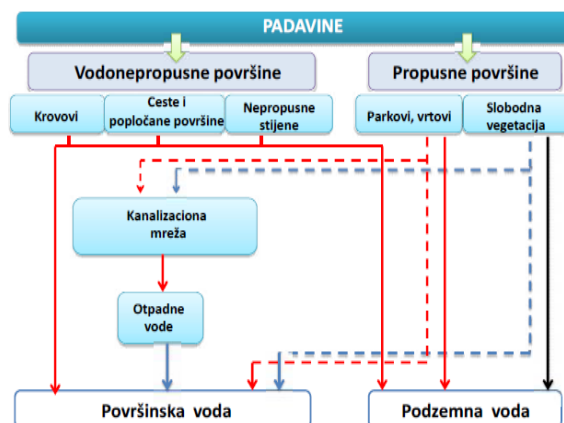 PADAVINE
Vodonepropusne površine
Propusne površine
Krovovi
Ceste i
popločane površine
Nepropusne
stijene
Parkovi, vrtovi
Slobodna
vegetacija
Kanalizaciona
mreža
Otpadne
vode
Površinska voda
Podzemna voda